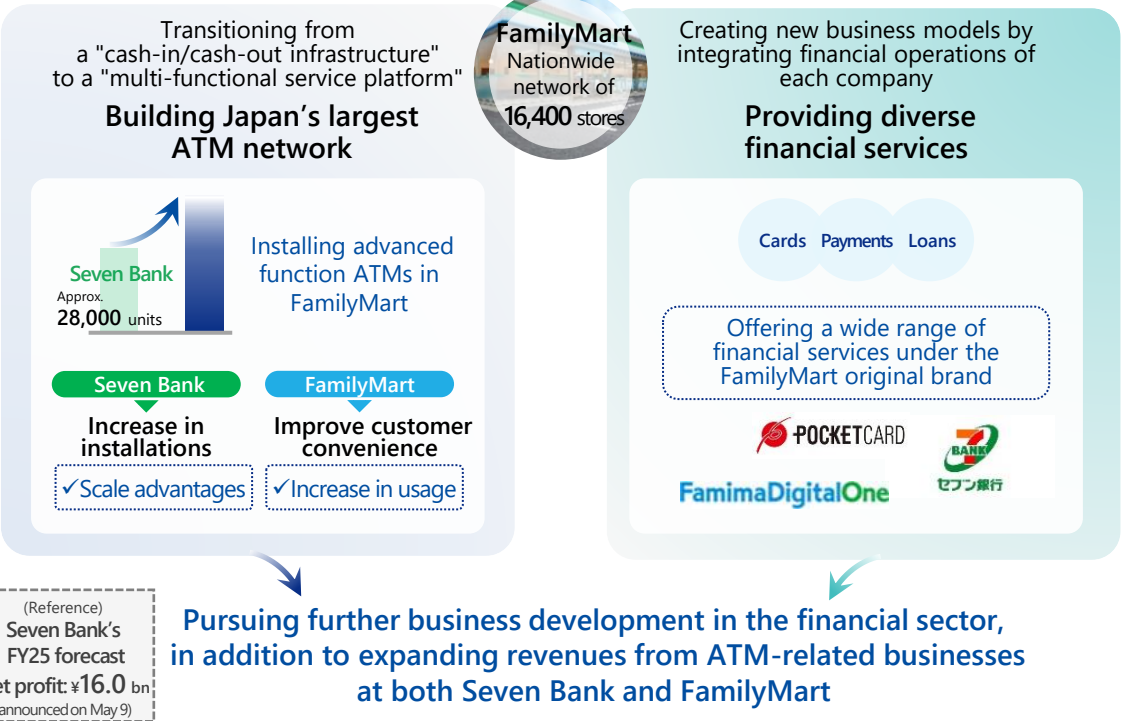 Transitioning from
a "cash-in/cash-out infrastructure"
to a "multi-functional service platform"
Building Japan's largest
ATM network
FamilyMart
Nationwide
network of
16,400 stores
Creating new business models by
integrating financial operations of
each company
Providing diverse
financial services
Seven Bank
Approx.
28,000 units
Installing advanced
function ATMs in
FamilyMart
Seven Bank
Increase in
installations
✓Scale advantages
FamilyMart
Improve customer
convenience
✓Increase in usage
Cards Payments Loans
Offering a wide range of
financial services under the
FamilyMart original brand
POCKETCARD
7
BANK
セブン銀行
FamimaDigitalOne
(Reference)
Seven Bank's
FY25 forecast
et profit: ¥16.0 bn
announced on May 9)
Pursuing further business development in the financial sector,
in addition to expanding revenues from ATM-related businesses
at both Seven Bank and FamilyMart